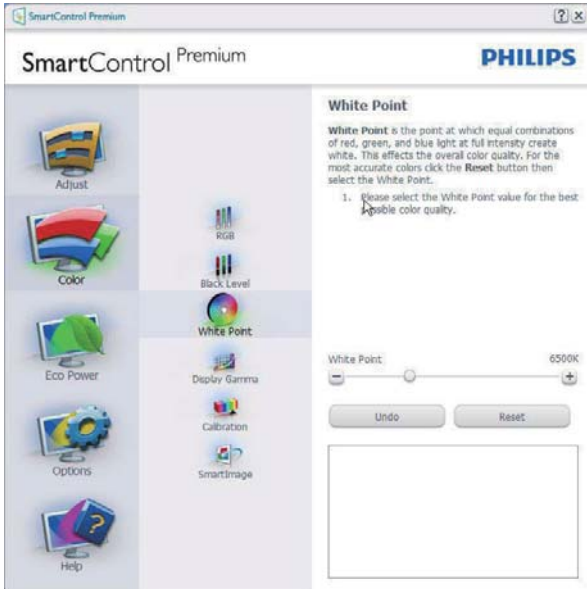 SmartControl Premium
SmartControl Premium
PHILIPS
Adjust
Color
Eco Power
Options
Help
RGB
Black Level
White Point
Display Gamma
Calibration
SmartImage
White Point
White Point is the point at which equal combinations
of red, green, and blue light at full intensity create
white. This effects the overall color quality. For the
most accurate colors click the Reset button then
select the White Point.
1. Please select the White Point value for the best
possible color quality.
White Point 6500K
Undo Reset